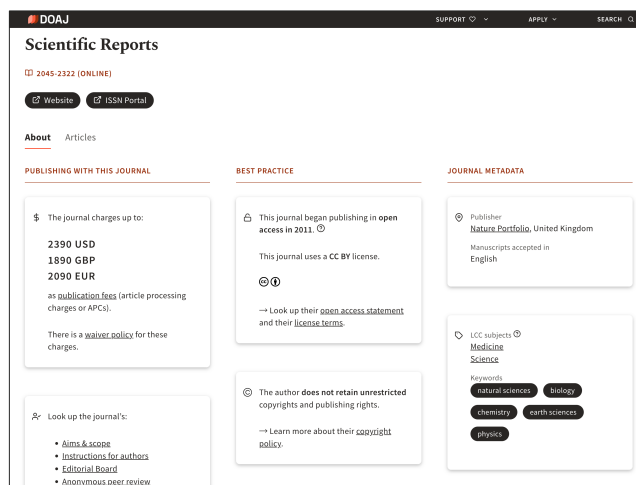 DOAJ
SUPPORT
APPLY
SEARCH
Scientific Reports
2045-2322 (ONLINE)
Website
ISSN Portal
About
Articles
PUBLISHING WITH THIS JOURNAL
$ The journal charges up to:
2390 USD
1890 GBP
2090 EUR
as publication fees (article processing
charges or APCs).
There is a waiver policy for these
charges.
Look up the journal's:
• Aims & scope
• Instructions for authors
• Editorial Board
• Anonymous peer review
BEST PRACTICE
This journal began publishing in open
access in 2011. ?
This journal uses a CC BY license.
cc
→ Look up their open access statement
and their license terms.
© The author does not retain unrestricted
copyrights and publishing rights.
→ Learn more about their copyright
policy.
JOURNAL METADATA
Publisher
Nature Portfolio, United Kingdom
Manuscripts accepted in
English
LCC subjects ?
Medicine
Science
Keywords
natural sciences
biology
chemistry
earth sciences
physics